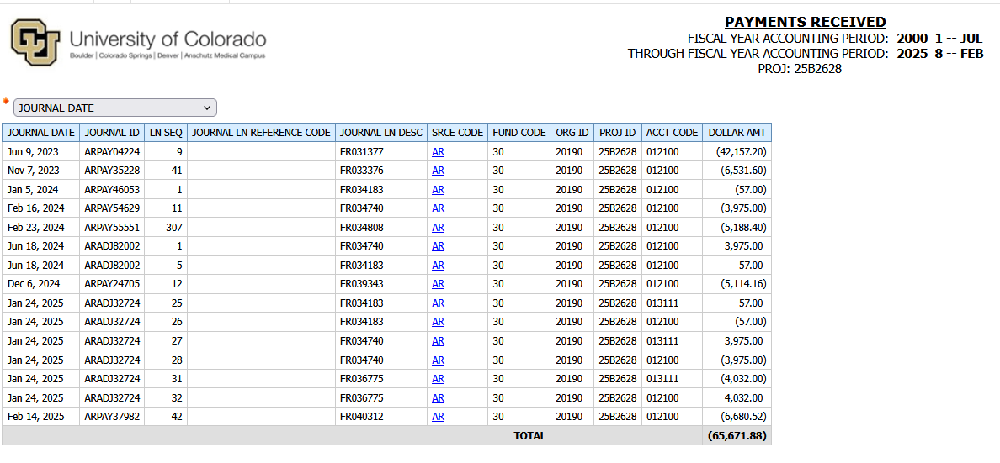 University of Colorado
Boulder | Colorado Springs | Denver | Anschutz Medical Campus
PAYMENTS RECEIVED
FISCAL YEAR ACCOUNTING PERIOD: 2000 1 -- JUL
THROUGH FISCAL YEAR ACCOUNTING PERIOD: 2025 8 -- FEB
PROJ: 25B2628
* JOURNAL DATE
JOURNAL DATE JOURNAL ID LN SEQ JOURNAL LN REFERENCE CODE JOURNAL LN DESC SRCE CODE FUND CODE ORG ID PROJ ID ACCT CODE DOLLAR AMT
Jun 9, 2023 ARPAY04224 9 FR031377 AR 30 20190 25B2628 012100 (42,157.20)
Nov 7, 2023 ARPAY35228 41 FR033376 AR 30 20190 25B2628 012100 (6,531.60)
Jan 5, 2024 ARPAY46053 1 FR034183 AR 30 20190 25B2628 012100 (57.00)
Feb 16, 2024 ARPAY54629 11 FR034740 AR 30 20190 25B2628 012100 (3,975.00)
Feb 23, 2024 ARPAY55551 307 FR034808 AR 30 20190 25B2628 012100 (5,188.40)
Jun 18, 2024 ARADJ82002 1 FR034740 AR 30 20190 25B2628 012100 3,975.00
Jun 18, 2024 ARADJ82002 5 FR034183 AR 30 20190 25B2628 012100 57.00
Dec 6, 2024 ARPAY24705 12 FR039343 AR 30 20190 25B2628 012100 (5,114.16)
Jan 24, 2025 ARADJ32724 25 FR034183 AR 30 20190 25B2628 013111 57.00
Jan 24, 2025 ARADJ32724 26 FR034183 AR 30 20190 25B2628 012100 (57.00)
Jan 24, 2025 ARADJ32724 27 FR034740 AR 30 20190 25B2628 013111 3,975.00
Jan 24, 2025 ARADJ32724 28 FR034740 AR 30 20190 25B2628 012100 (3,975.00)
Jan 24, 2025 ARADJ32724 31 FR036775 AR 30 20190 25B2628 013111 (4,032.00)
Jan 24, 2025 ARADJ32724 32 FR036775 AR 30 20190 25B2628 012100 4,032.00
Feb 14, 2025 ARPAY37982 42 FR040312 AR 30 20190 25B2628 012100 (6,680.52)
TOTAL (65,671.88)